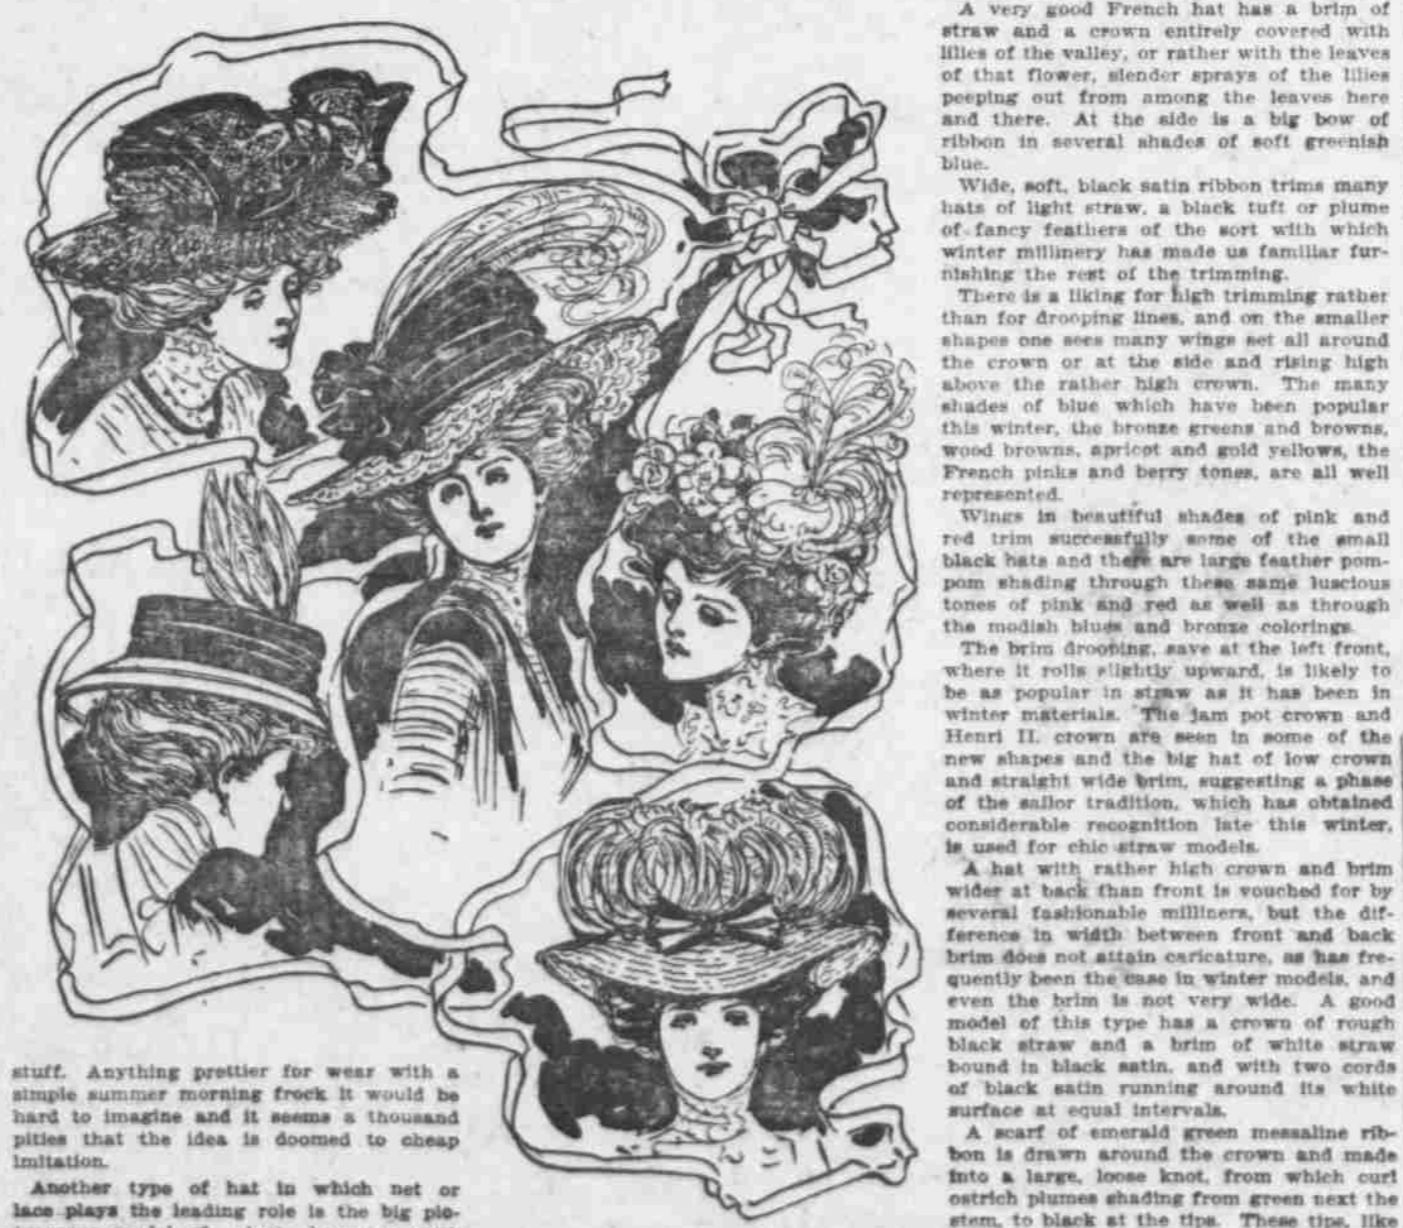 stuff. Anything prettier for wear with a
simple summer morning frock it would be
hard to imagine and it seems a thousand
pities that the idea is doomed to cheap
imitation.
Another type of hat in which net or
lace plays the leading role is the big pic-
A very good French hat has a brim of
straw and a crown entirely covered with
lilies of the valley, or rather with the leaves
of that flower, slender sprays of the lilies
peeping out from among the leaves here
and there. At the side is a big bow of
ribbon in several shades of soft greenish
blue.
Wide, soft, black satin ribbon trims many
hats of light straw, a black tuft or plume
of fancy feathers of the sort with which
winter millinery has made us familiar fur-
nishing the rest of the trimming.
There is a liking for high trimming rather
than for drooping lines, and on the smaller
shapes one sees many wings set all around
the crown or at the side and rising high
above the rather high crown. The many
shades of blue which have been popular
this winter, the bronze greens and browns,
wood browns, apricot and gold yellows, the
French pinks and berry tones, are all well
represented.
Wings in beautiful shades of pink and
red trim successfully some of the small
black hats and there are large feather pom-
pom shading through these same luscious
tones of pink and red as well as through
the modish blues and bronze colorings.
The brim drooping, save at the left front,
where it rolls slightly upward, is likely to
be as popular in straw as it has been in
winter materials. The jam pot crown and
Henri II. crown are seen in some of the
new shapes and the big hat of low crown
and straight wide brim, suggesting a phase
of the sailor tradition, which has obtained
considerable recognition late this winter,
is used for chic straw models.
A hat with rather high crown and brim
wider at back than front is vouched for by
several fashionable milliners, but the dif-
ference in width between front and back
brim does not attain caricature, as has fre-
quently been the case in winter models, and
even the brim is not very wide. A good
model of this type has a crown of rough
black straw and a brim of white straw
bound in black satin, and with two cords
of black satin running around its white
surface at equal intervals.
A scarf of emerald green messaline rib-
bon is drawn around the crown and made
into a large, loose knot, from which curl
ostrich plumes shading from green next the
stem, to black at the tips. These tips, like